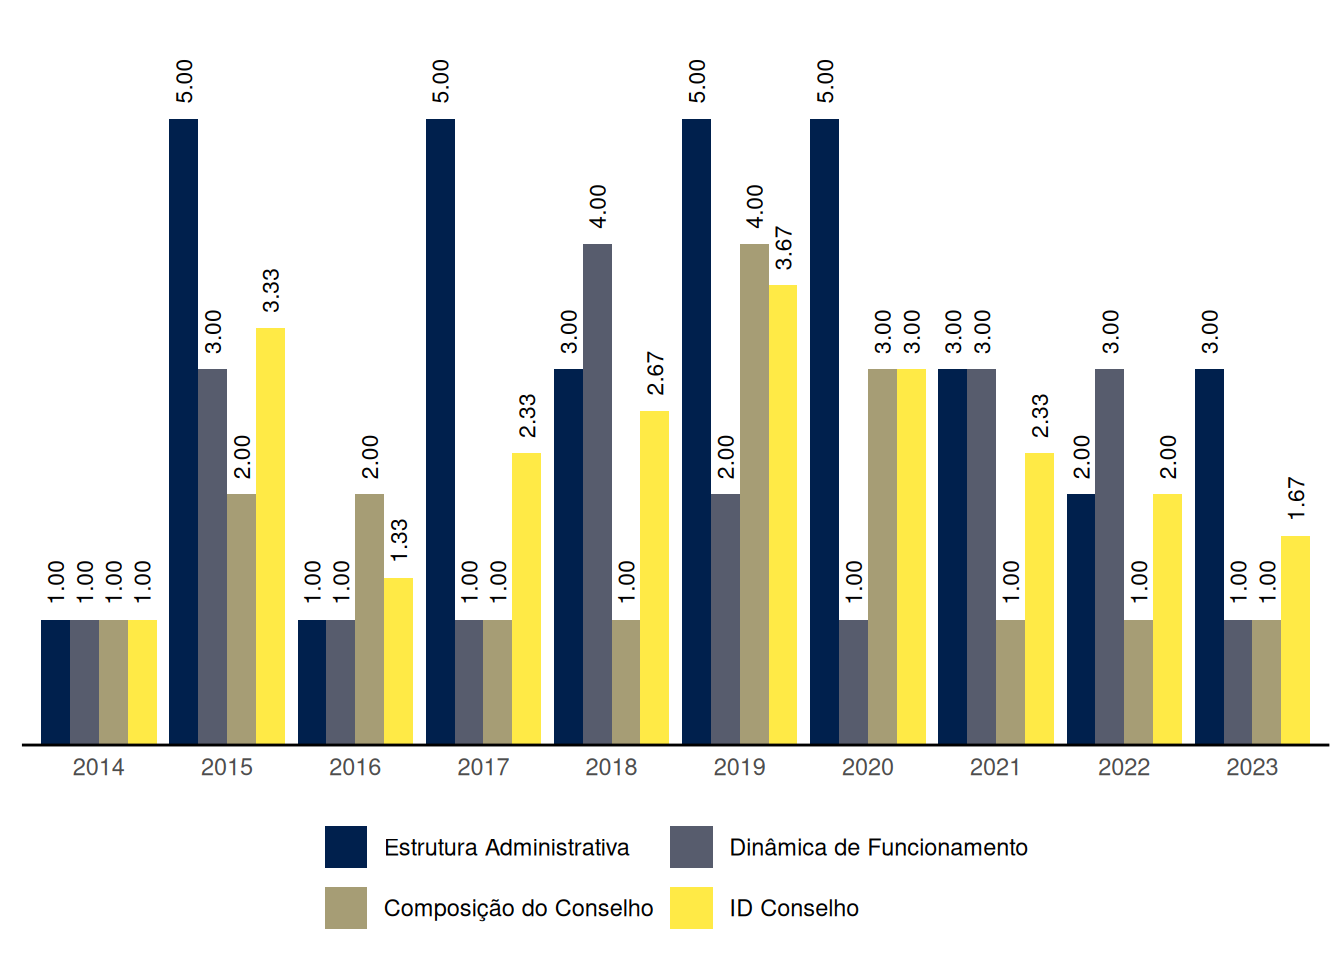 1.00 1.00 1.00 1.00
5.00 3.00 2.00 3.33
1.00 1.00 2.00 1.33
5.00 1.00 1.00 2.33
3.00 4.00 1.00 2.67
5.00 2.00 4.00 3.67
5.00 1.00 3.00 3.00
3.00 3.00 1.00 2.33
2.00 3.00 1.00 2.00
3.00 1.00 1.00 1.67
2014 2015 2016 2017 2018 2019 2020 2021 2022 2023
Estrutura Administrativa Dinâmica de Funcionamento
Composição do Conselho ID Conselho